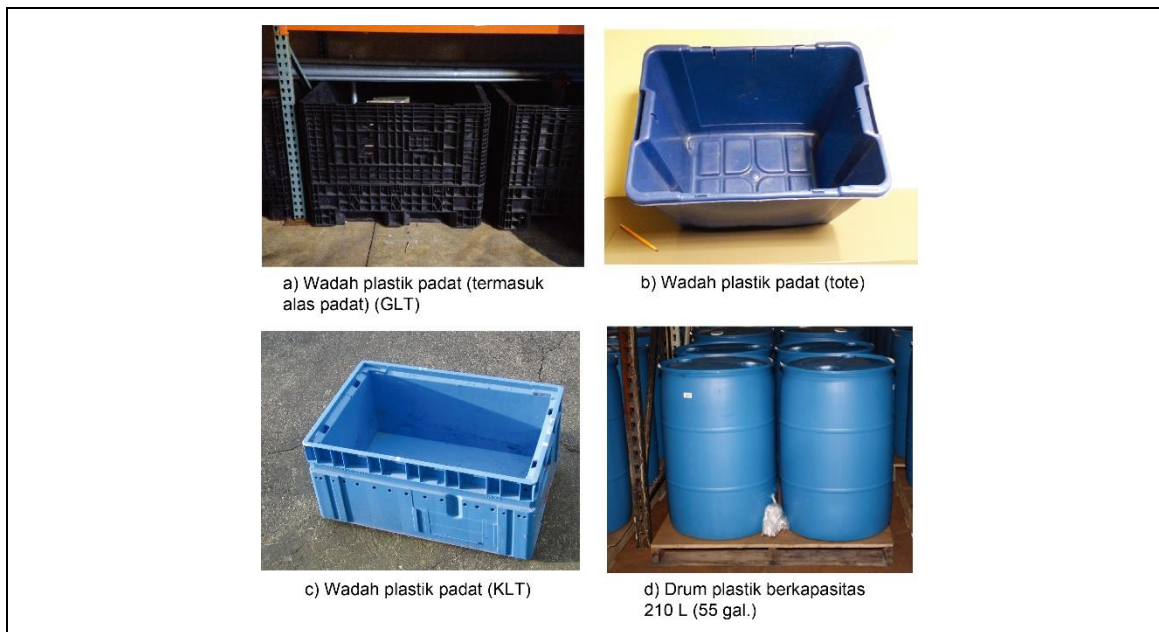 a) Wadah plastik padat (termasuk
alas padat) (GLT)
b) Wadah plastik padat (tote)
c) Wadah plastik padat (KLT)
d) Drum plastik berkapasitas
210 L (55 gal.)